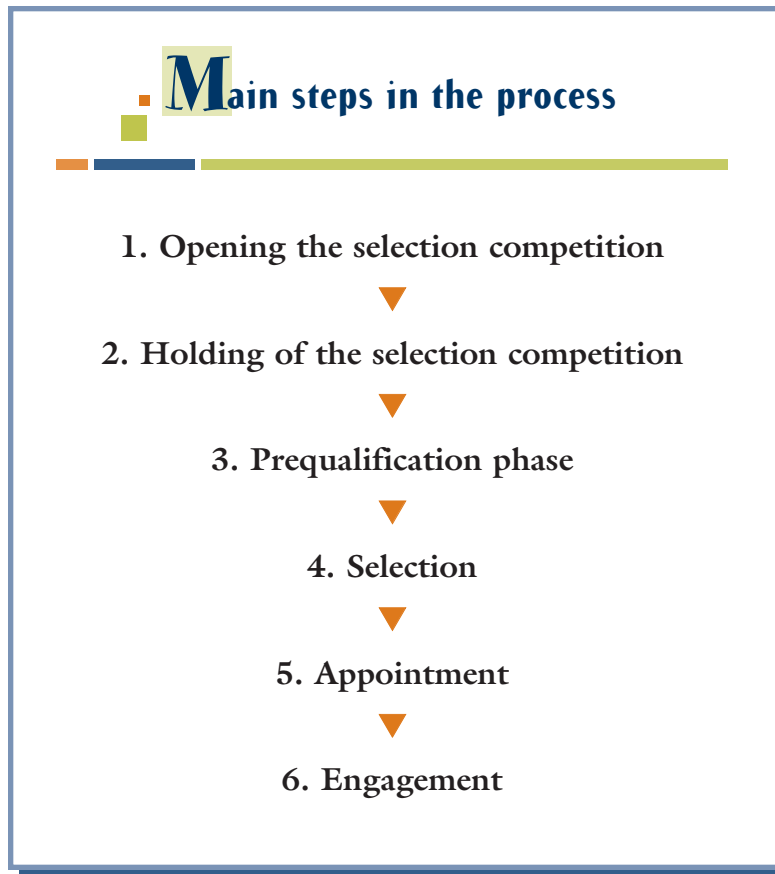 Main steps in the process
1. Opening the selection competition
2. Holding of the selection competition
3. Prequalification phase
4. Selection
5. Appointment
6. Engagement